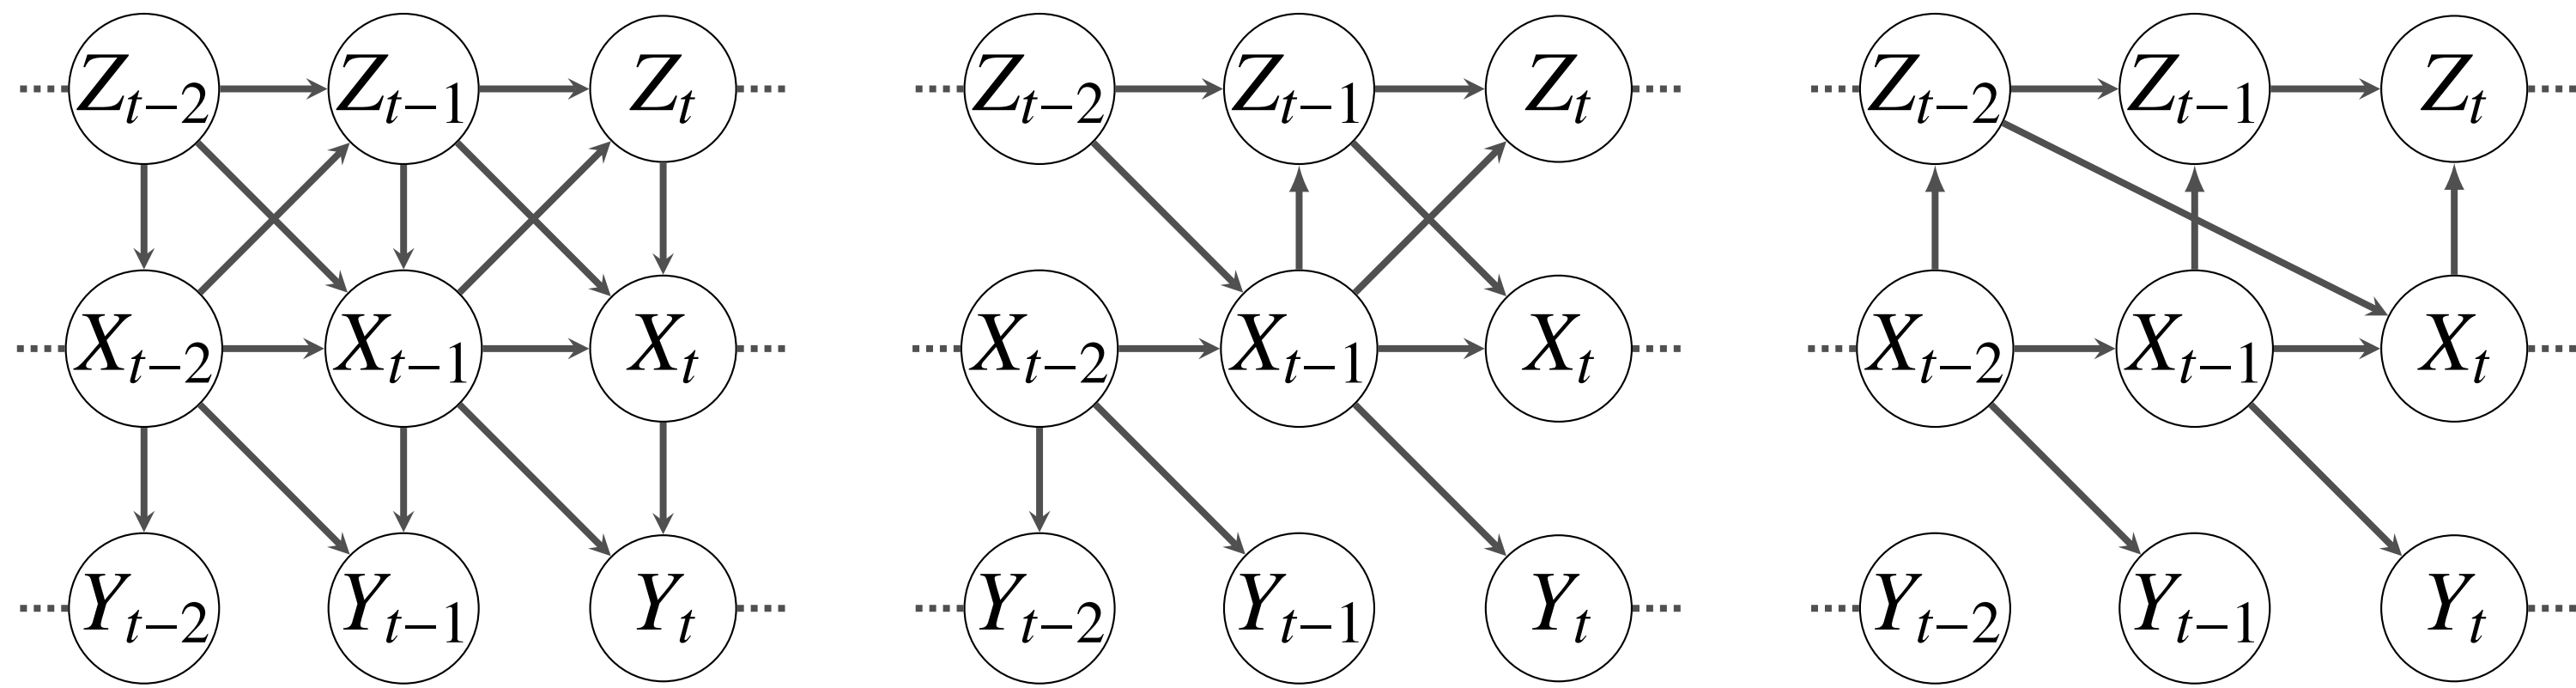 Z_{t−2} Z_{t−1} Z_t Z_{t−2} Z_{t−1} Z_t Z_{t−2} Z_{t−1} Z_t
X_{t−2} X_{t−1} X_t X_{t−2} X_{t−1} X_t X_{t−2} X_{t−1} X_t
Y_{t−2} Y_{t−1} Y_t Y_{t−2} Y_{t−1} Y_t Y_{t−2} Y_{t−1} Y_t